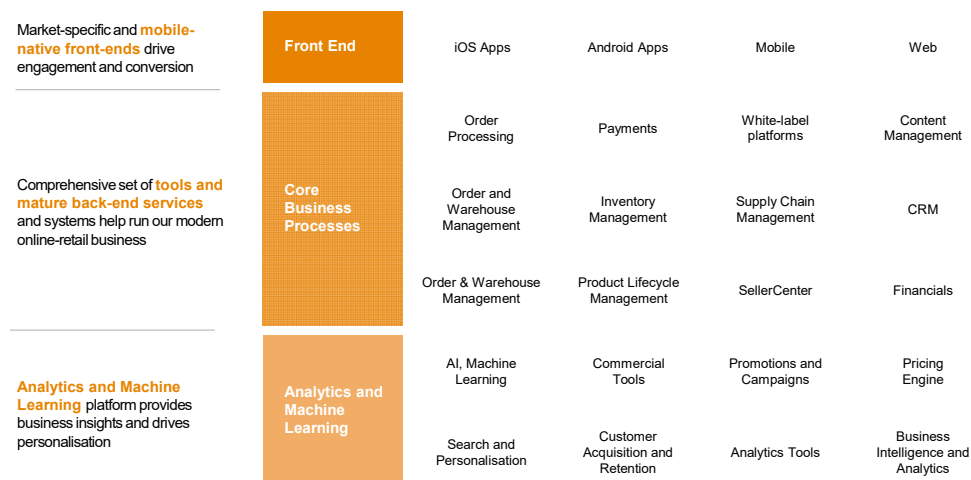 Market-specific and mobile-
native front-ends drive
engagement and conversion
Front End
iOS Apps
Android Apps
Mobile
Web
Comprehensive set of tools and
mature back-end services
and systems help run our modern
online-retail business
Core
Business
Processes
Order
Processing
Payments
White-label
platforms
Content
Management
Order and
Warehouse
Management
Inventory
Management
Supply Chain
Management
CRM
Order & Warehouse
Management
Product Lifecycle
Management
SellerCenter
Financials
Analytics and Machine
Learning platform provides
business insights and drives
personalisation
Analytics and
Machine
Learning
AI, Machine
Learning
Commercial
Tools
Promotions and
Campaigns
Pricing
Engine
Search and
Personalisation
Customer
Acquisition and
Retention
Analytics Tools
Business
Intelligence and
Analytics